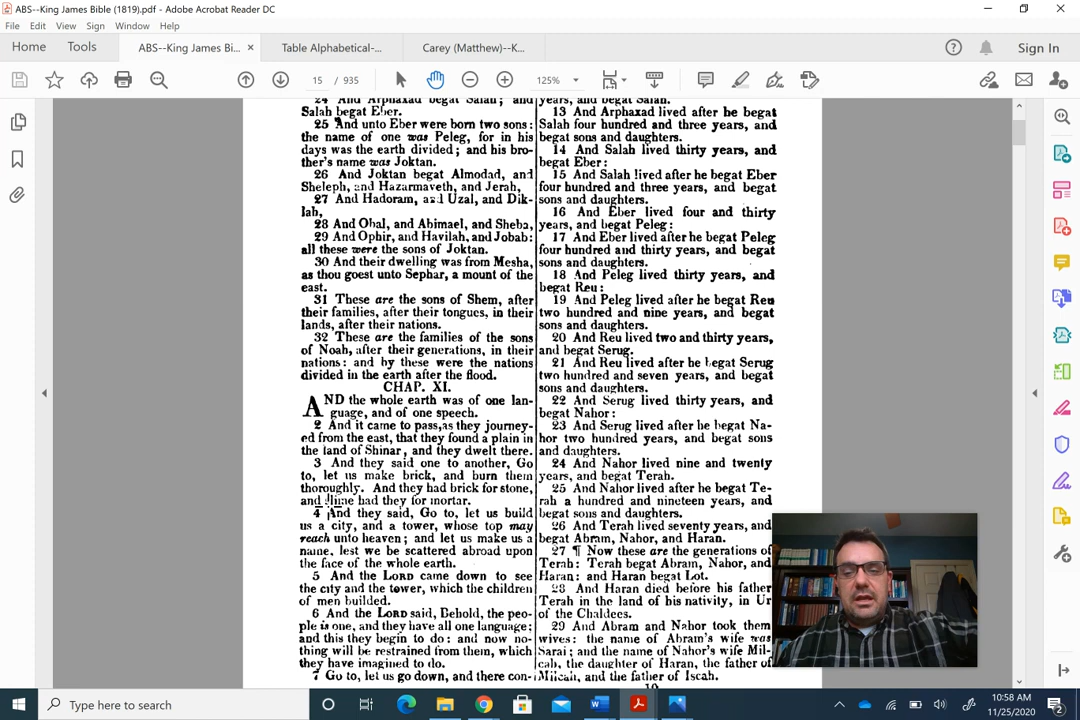 ABS--King James Bible (1819).pdf - Adobe Acrobat Reader DC
File Edit View Sign Window Help
Home Tools ABS--King James Bi... × Table Alphabetical-... Carey (Matthew)--K... Sign In
15 / 935 125%
24 And Arphaxad begat Salah; and
Salah begat Eber.
25 And unto Eber were born two sons:
the name of one was Peleg, for in his
days was the earth divided; and his bro-
ther's name was Joktan.
26 And Joktan begat Almodad, and
Sheleph, and Hazarmaveth, and Jerah,
27 And Hadoram, and Uzal, and Dik-
lah,
28 And Obal, and Abimael, and Sheba,
29 And Ophir, and Havilah, and Jobab:
all these were the sons of Joktan.
30 And their dwelling was from Mesha,
as thou goest unto Sephar, a mount of the
east.
31 These are the sons of Shem, after
their families, after their tongues, in their
lands, after their nations.
32 These are the families of the sons
of Noah, after their generations, in their
nations: and by these were the nations
divided in the earth after the flood.
CHAP. XI.
AND the whole earth was of one lan-
guage, and of one speech.
2 And it came to pass, as they journey-
ed from the east, that they found a plain in
the land of Shinar, and they dwelt there.
3 And they said one to another, Go
to, let us make brick, and burn them
thoroughly. And they had brick for stone,
and slime had they for mortar.
4 And they said, Go to, let us build
us a city, and a tower, whose top may
reach unto heaven; and let us make us a
name, lest we be scattered abroad upon
the face of the whole earth.
5 And the LORD came down to see
the city and the tower, which the children
of men builded.
6 And the LORD said, Behold, the peo-
ple is one, and they have all one language;
and this they begin to do: and now no-
thing will be restrained from them, which
they have imagined to do.
7 Go to, let us go down, and there con-
years, and begat Salah.
13 And Arphaxad lived after he begat
Salah four hundred and three years, and
begat sons and daughters.
14 And Salah lived thirty years, and
begat Eber:
15 And Salah lived after he begat Eber
four hundred and three years, and begat
sons and daughters.
16 And Eber lived four and thirty
years, and begat Peleg:
17 And Eber lived after he begat Peleg
four hundred and thirty years, and begat
sons and daughters.
18 And Peleg lived thirty years, and
begat Reu:
19 And Peleg lived after he begat Reu
two hundred and nine years, and begat
sons and daughters.
20 And Reu lived two and thirty years,
and begat Serug.
21 And Reu lived after he begat Serug
two hundred and seven years, and begat
sons and daughters.
22 And Serug lived thirty years, and
begat Nahor:
23 And Serug lived after he begat Na-
hor two hundred years, and begat sons
and daughters.
24 And Nahor lived nine and twenty
years, and begat Terah.
25 And Nahor lived after he begat Te-
rah a hundred and nineteen years, and
begat sons and daughters.
26 And Terah lived seventy years, and
begat Abram, Nahor, and Haran.
27 ¶ Now these are the generations of
Terah: Terah begat Abram, Nahor, and
Haran: and Haran begat Lot.
28 And Haran died before his father
Terah in the land of his nativity, in Ur
of the Chaldees.
29 And Abram and Nahor took them
wives: the name of Abram's wife was
Sarai; and the name of Nahor's wife Mil-
cah, the daughter of Haran, the father of
Milcah, and the father of Iscah.
Type here to search
10:58 AM
11/25/2020
2